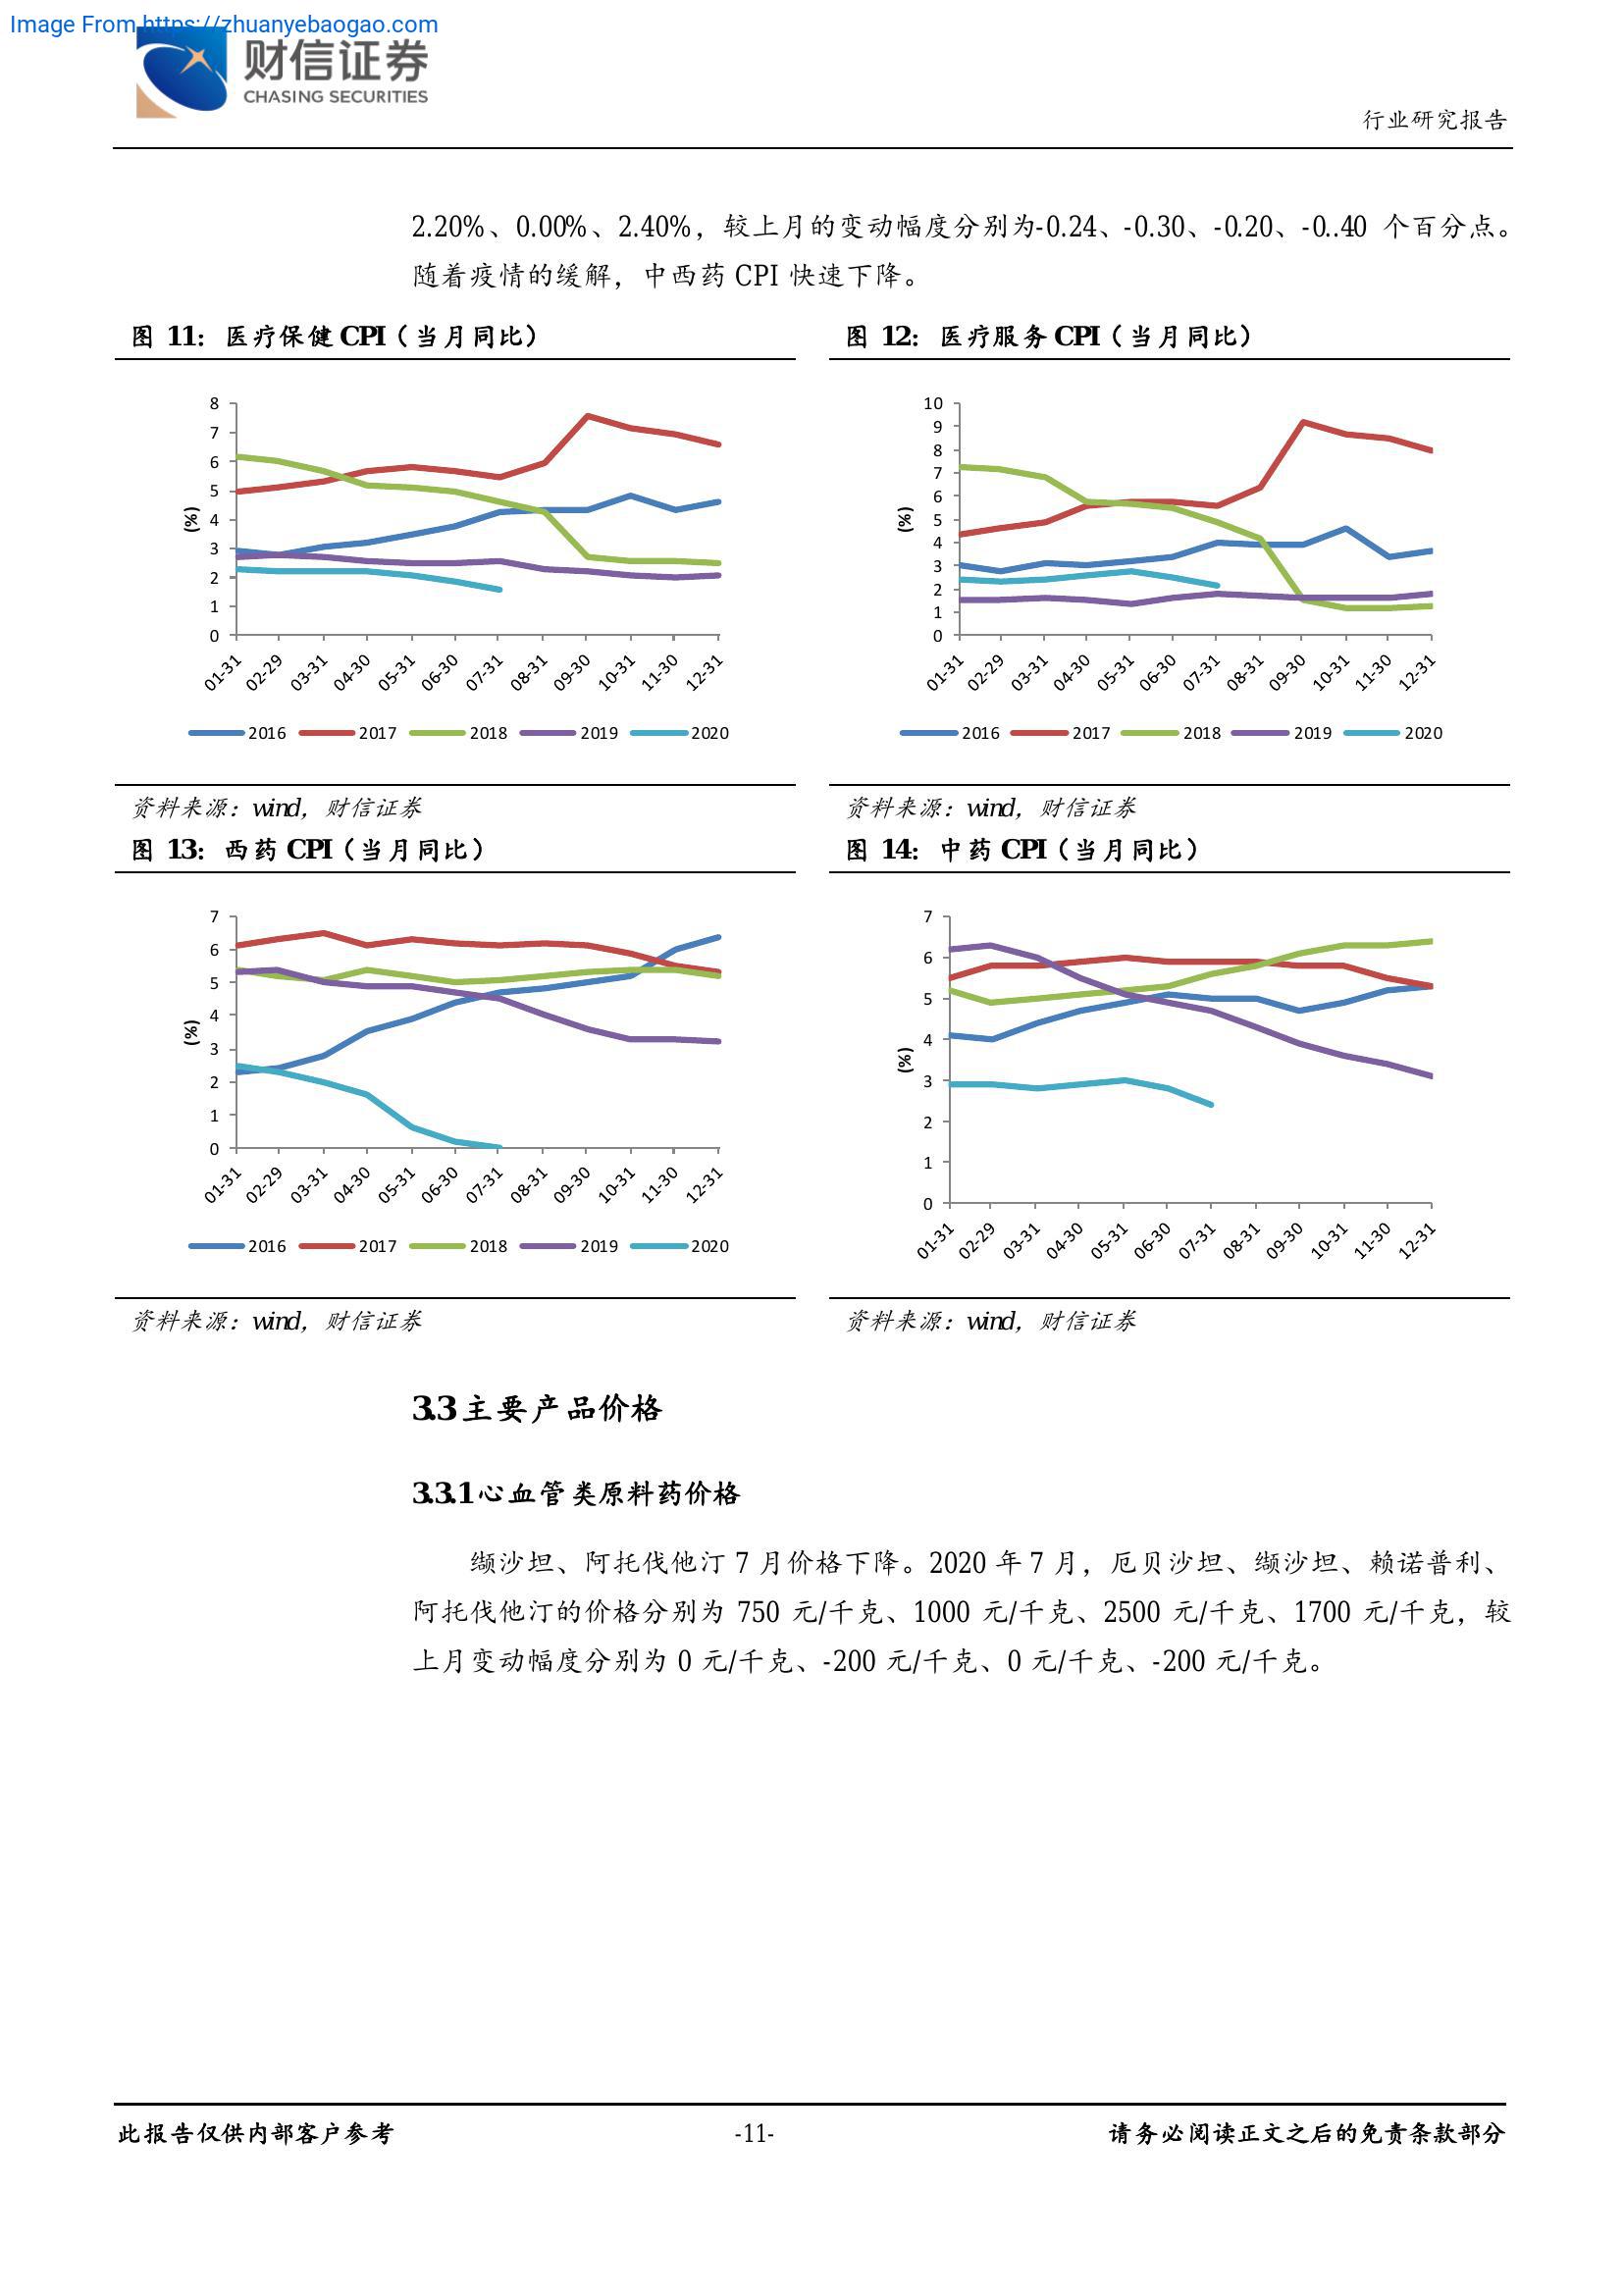 Image From https://zhuanyebaogao.com
财信证券
CHASING SECURITIES
行业研究报告
2.20%、0.00%、2.40%，较上月的变动幅度分别为-0.24、-0.30、-0.20、-0..40 个百分点。
随着疫情的缓解，中西药 CPI 快速下降。
图 11：医疗保健 CPI（当月同比）
8
7
6
5
4
3
2
1
0
(%)
01-31 02-29 03-31 04-30 05-31 06-30 07-31 08-31 09-30 10-31 11-30 12-31
2016 2017 2018 2019 2020
资料来源：wind，财信证券
图 12：医疗服务 CPI（当月同比）
10
9
8
7
6
5
4
3
2
1
0
(%)
01-31 02-29 03-31 04-30 05-31 06-30 07-31 08-31 09-30 10-31 11-30 12-31
2016 2017 2018 2019 2020
资料来源：wind，财信证券
图 13：西药 CPI（当月同比）
7
6
5
4
3
2
1
0
(%)
01-31 02-29 03-31 04-30 05-31 06-30 07-31 08-31 09-30 10-31 11-30 12-31
2016 2017 2018 2019 2020
资料来源：wind，财信证券
图 14：中药 CPI（当月同比）
7
6
5
4
3
2
1
0
(%)
01-31 02-29 03-31 04-30 05-31 06-30 07-31 08-31 09-30 10-31 11-30 12-31
资料来源：wind，财信证券
3.3 主要产品价格
3.3.1 心血管类原料药价格
缬沙坦、阿托伐他汀 7 月价格下降。2020 年 7 月，厄贝沙坦、缬沙坦、赖诺普利、
阿托伐他汀的价格分别为 750 元/千克、1000 元/千克、2500 元/千克、1700 元/千克，较
上月变动幅度分别为 0 元/千克、-200 元/千克、0 元/千克、-200 元/千克。
此报告仅供内部客户参考
-11-
请务必阅读正文之后的免责条款部分